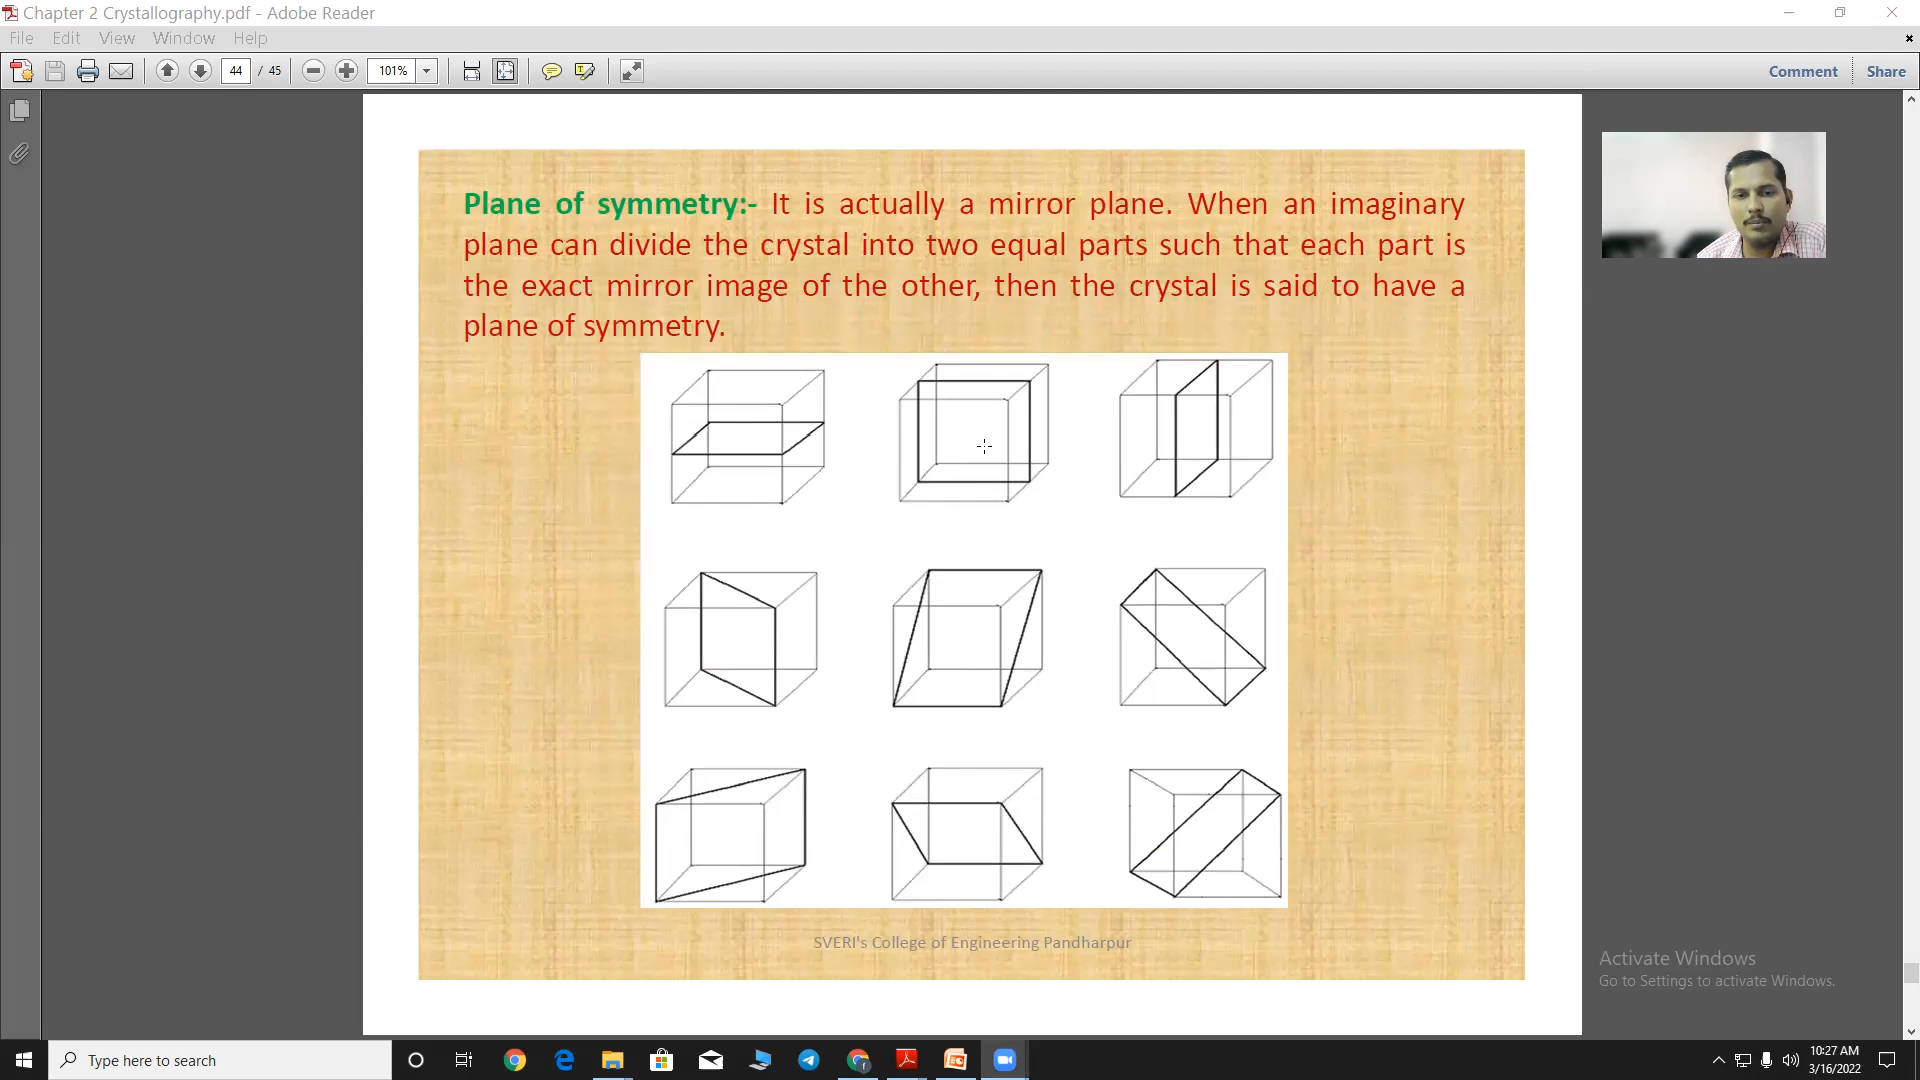 Chapter 2 Crystallography.pdf - Adobe Reader
File Edit View Window Help
44 / 45 101% Comment Share
Plane of symmetry:- It is actually a mirror plane. When an imaginary
plane can divide the crystal into two equal parts such that each part is
the exact mirror image of the other, then the crystal is said to have a
plane of symmetry.
SVERI's College of Engineering Pandharpur
Activate Windows
Go to Settings to activate Windows.
Type here to search
10:27 AM
3/16/2022